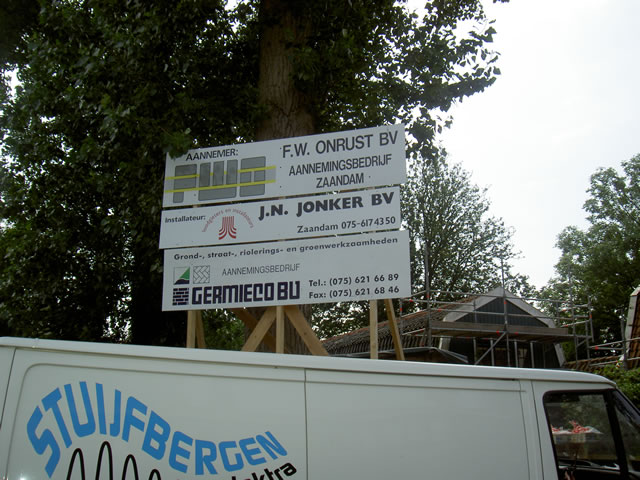 AANNEMER:
F.W. ONRUST BV
AANNEMINGSBEDRIJF
ZAANDAM
Installateur:
J.N. JONKER BV
Zaandam 075-6174350
Grond-, straat-, riolerings- en groenwerkzaamheden
AANNEMINGSBEDRIJF
GERMIECO BV
Tel.: (075) 621 66 89
Fax: (075) 621 68 46
STUIJFBERGEN